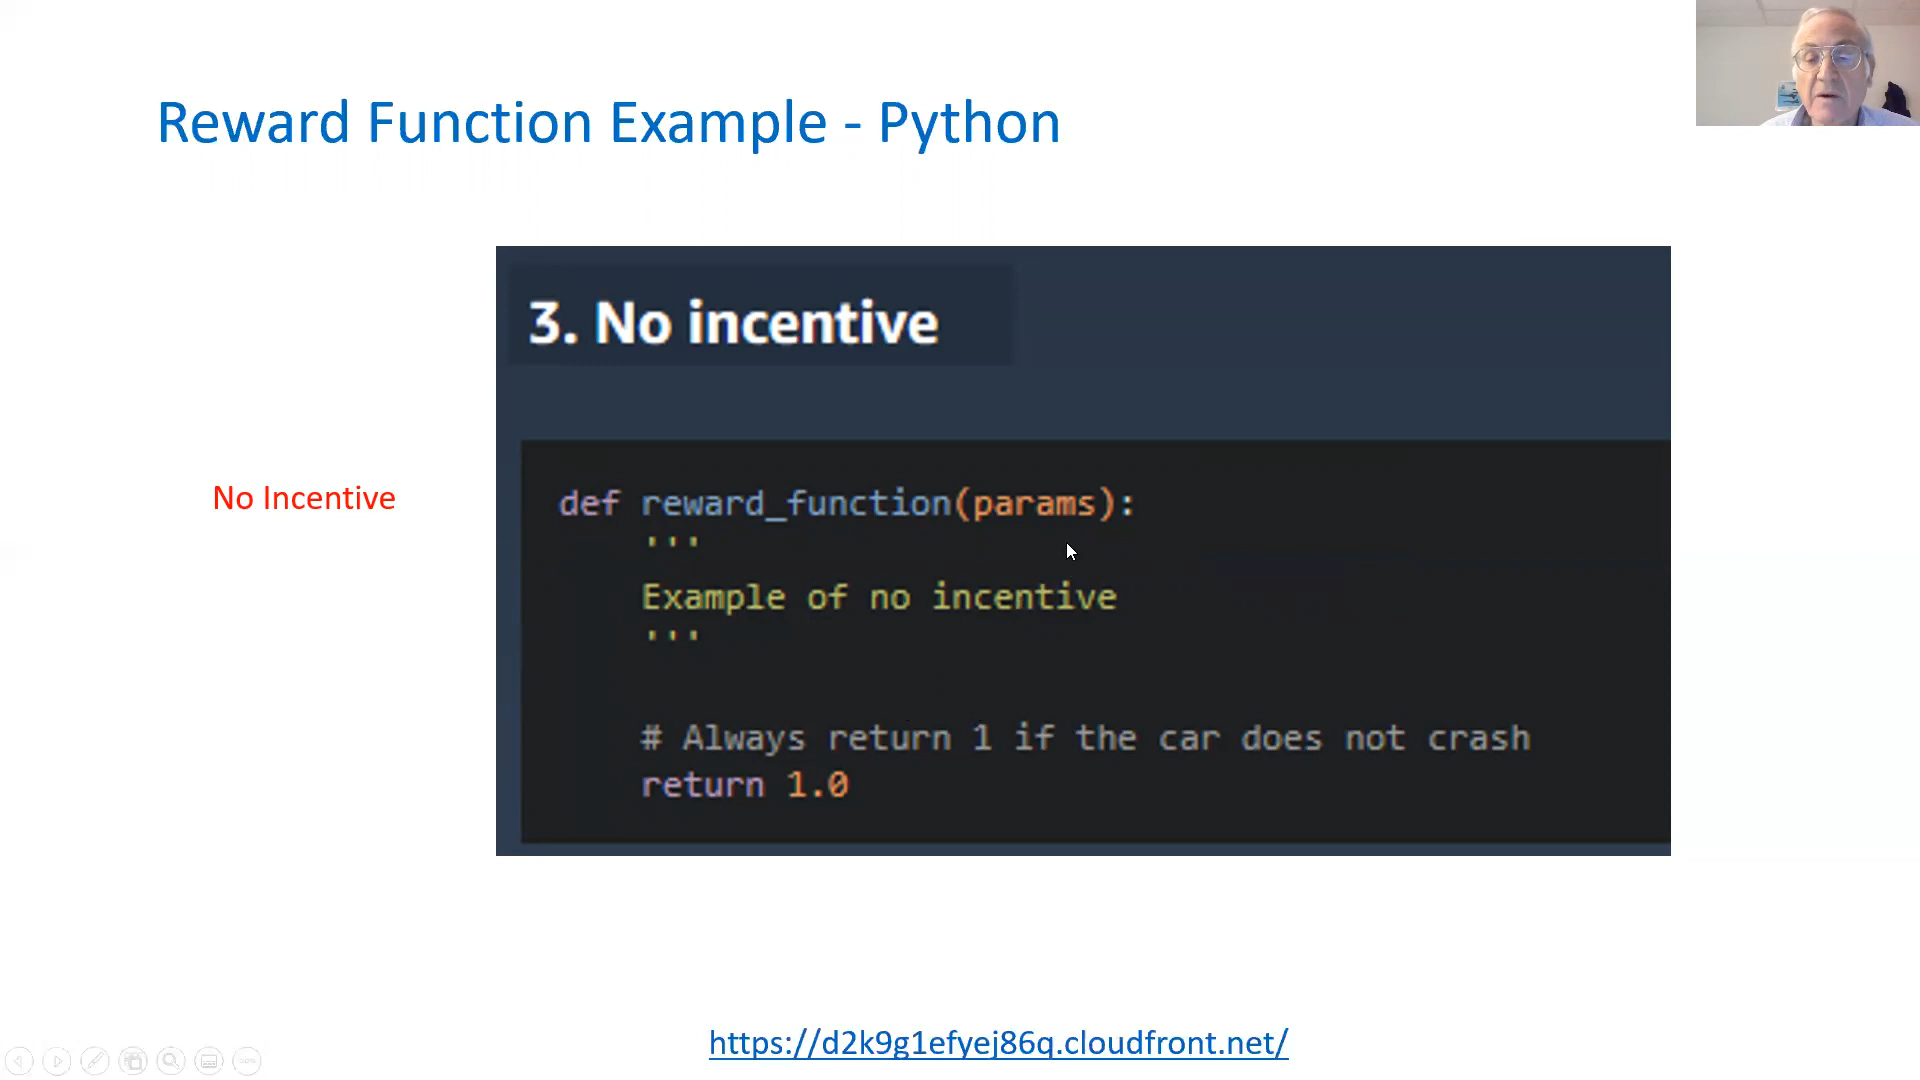 Reward Function Example - Python
3. No incentive
No Incentive
def reward_function(params):
'''
Example of no incentive
'''
# Always return 1 if the car does not crash
return 1.0
https://d2k9g1efyej86q.cloudfront.net/